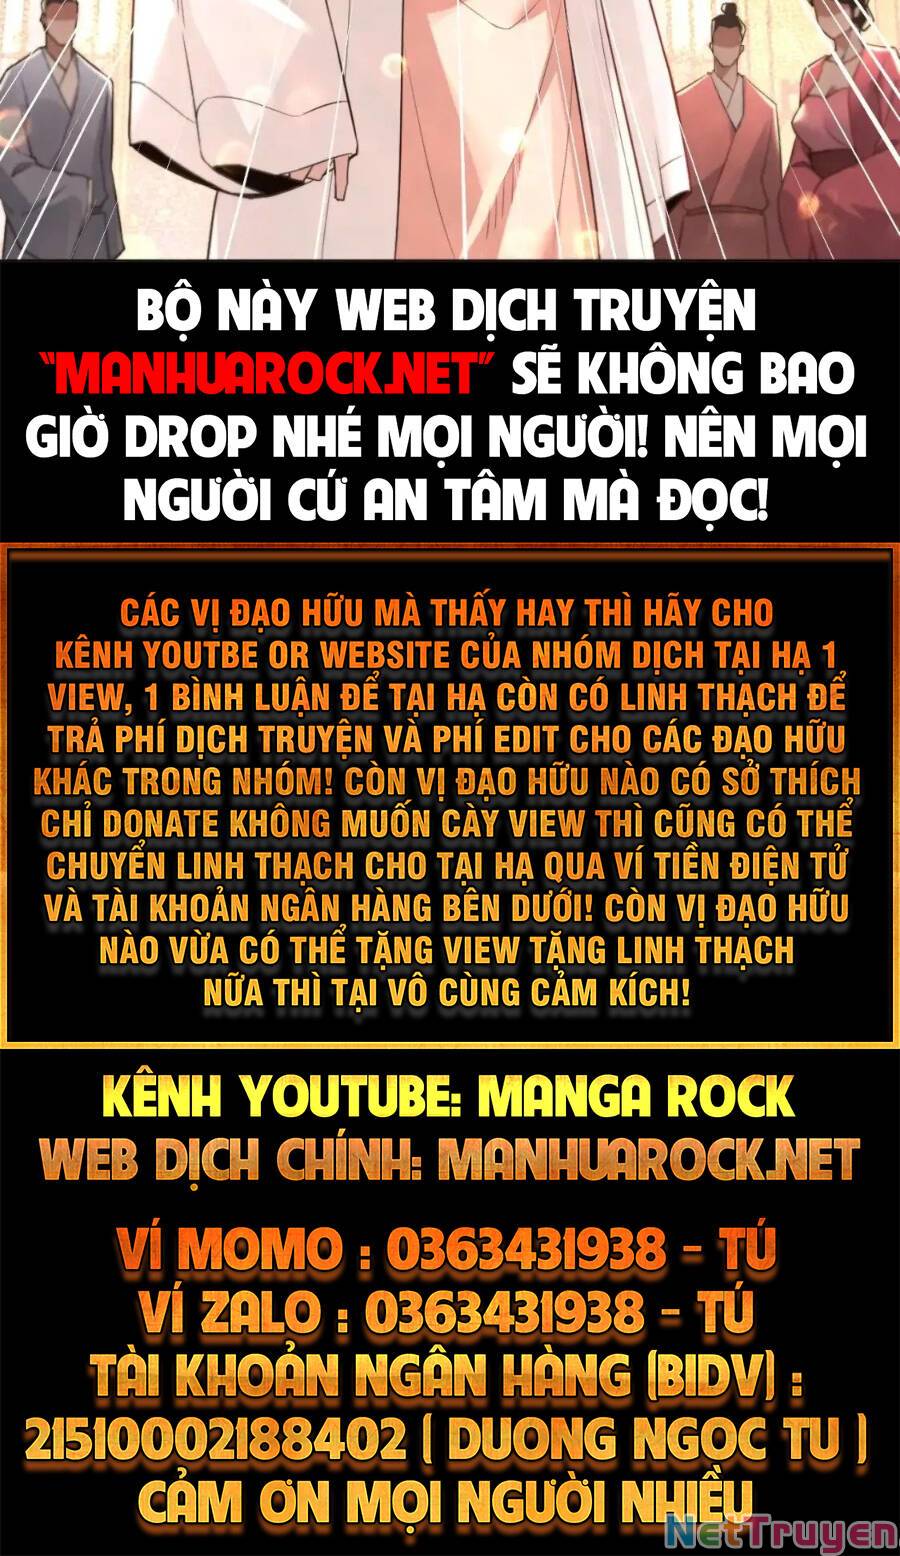 BỘ NÀY WEB DỊCH TRUYỆN
"MANHUAROCK.NET" SẼ KHÔNG BAO
GIỜ DROP NHÉ MỌI NGƯỜI! NÊN MỌI
NGƯỜI CỨ AN TÂM MÀ ĐỌC!
CÁC VỊ ĐẠO HỮU MÀ THẤY HAY THÌ HÃY CHO
KÊNH YOUTBE OR WEBSITE CỦA NHÓM DỊCH TẠI HẠ 1
VIEW, 1 BÌNH LUẬN ĐỂ TẠI HẠ CÒN CÓ LINH THẠCH ĐỂ
TRẢ PHÍ DỊCH TRUYỆN VÀ PHÍ EDIT CHO CÁC ĐẠO HỮU
KHÁC TRONG NHÓM! CÒN VỊ ĐẠO HỮU NÀO CÓ SỞ THÍCH
CHỈ DONATE KHÔNG MUỐN CÀY VIEW THÌ CŨNG CÓ THỂ
CHUYỂN LINH THẠCH CHO TẠI HẠ QUA VÍ TIỀN ĐIỆN TỬ
VÀ TÀI KHOẢN NGÂN HÀNG BÊN DƯỚI! CÒN VỊ ĐẠO HỮU
NÀO VỪA CÓ THỂ TẶNG VIEW TẶNG LINH THẠCH
NỮA THÌ TẠI VÔ CÙNG CẢM KÍCH!
KÊNH YOUTUBE: MANGA ROCK
WEB DỊCH CHÍNH: MANHUAROCK.NET
VÍ MOMO : 0363431938 - TÚ
VÍ ZALO : 0363431938 - TÚ
TÀI KHOẢN NGÂN HÀNG (BIDV) :
21510002188402 ( DUONG NGỌC TU )
CẢM ƠN MỌI NGƯỜI NHIỀU
NetTruyen